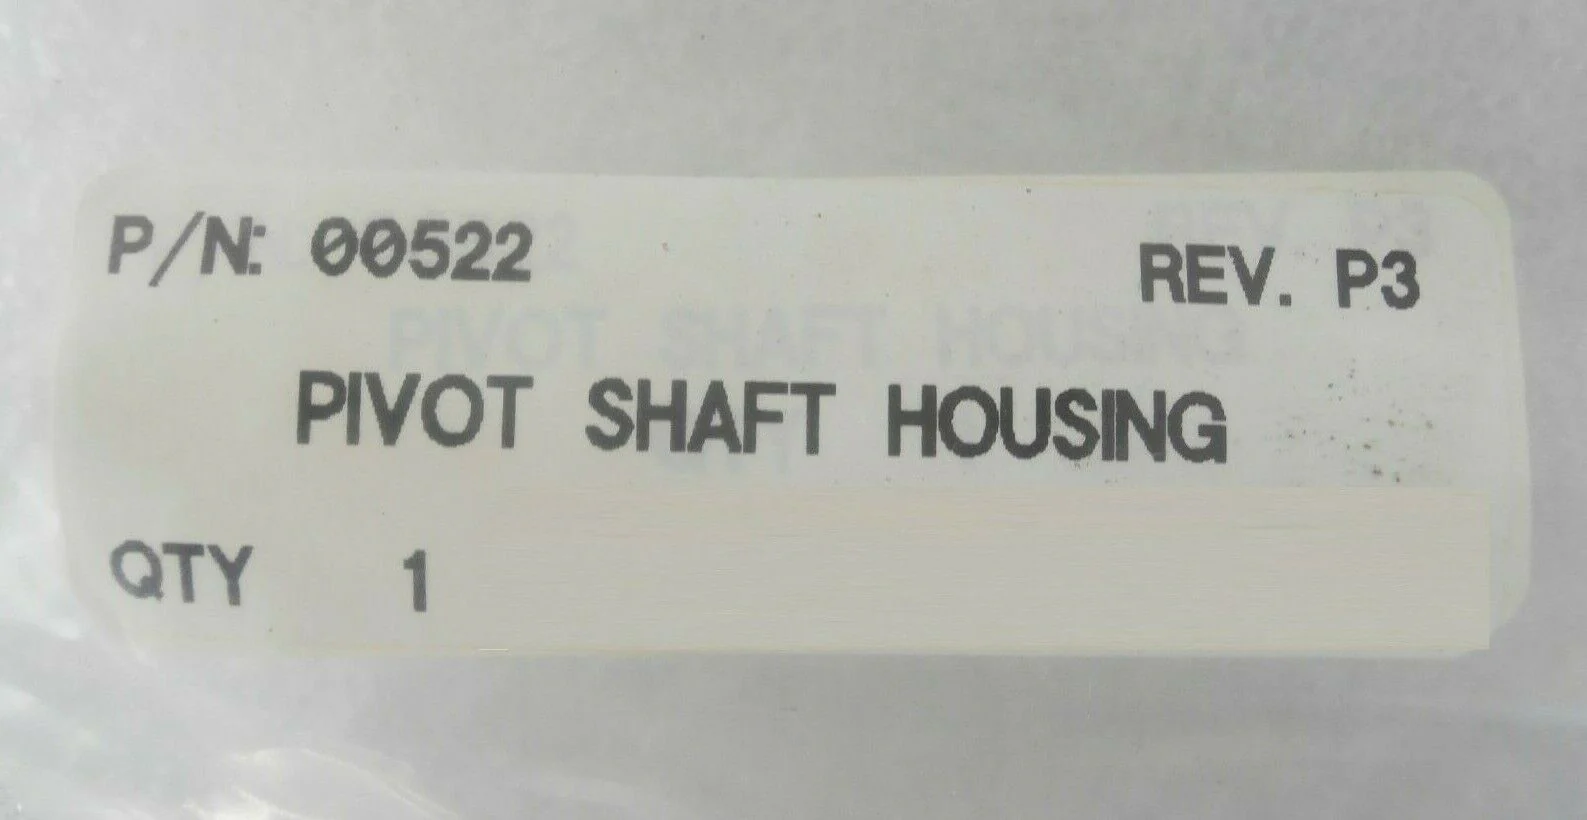 P/N: 00522 REV. P3
PIVOT SHAFT HOUSING
QTY 1